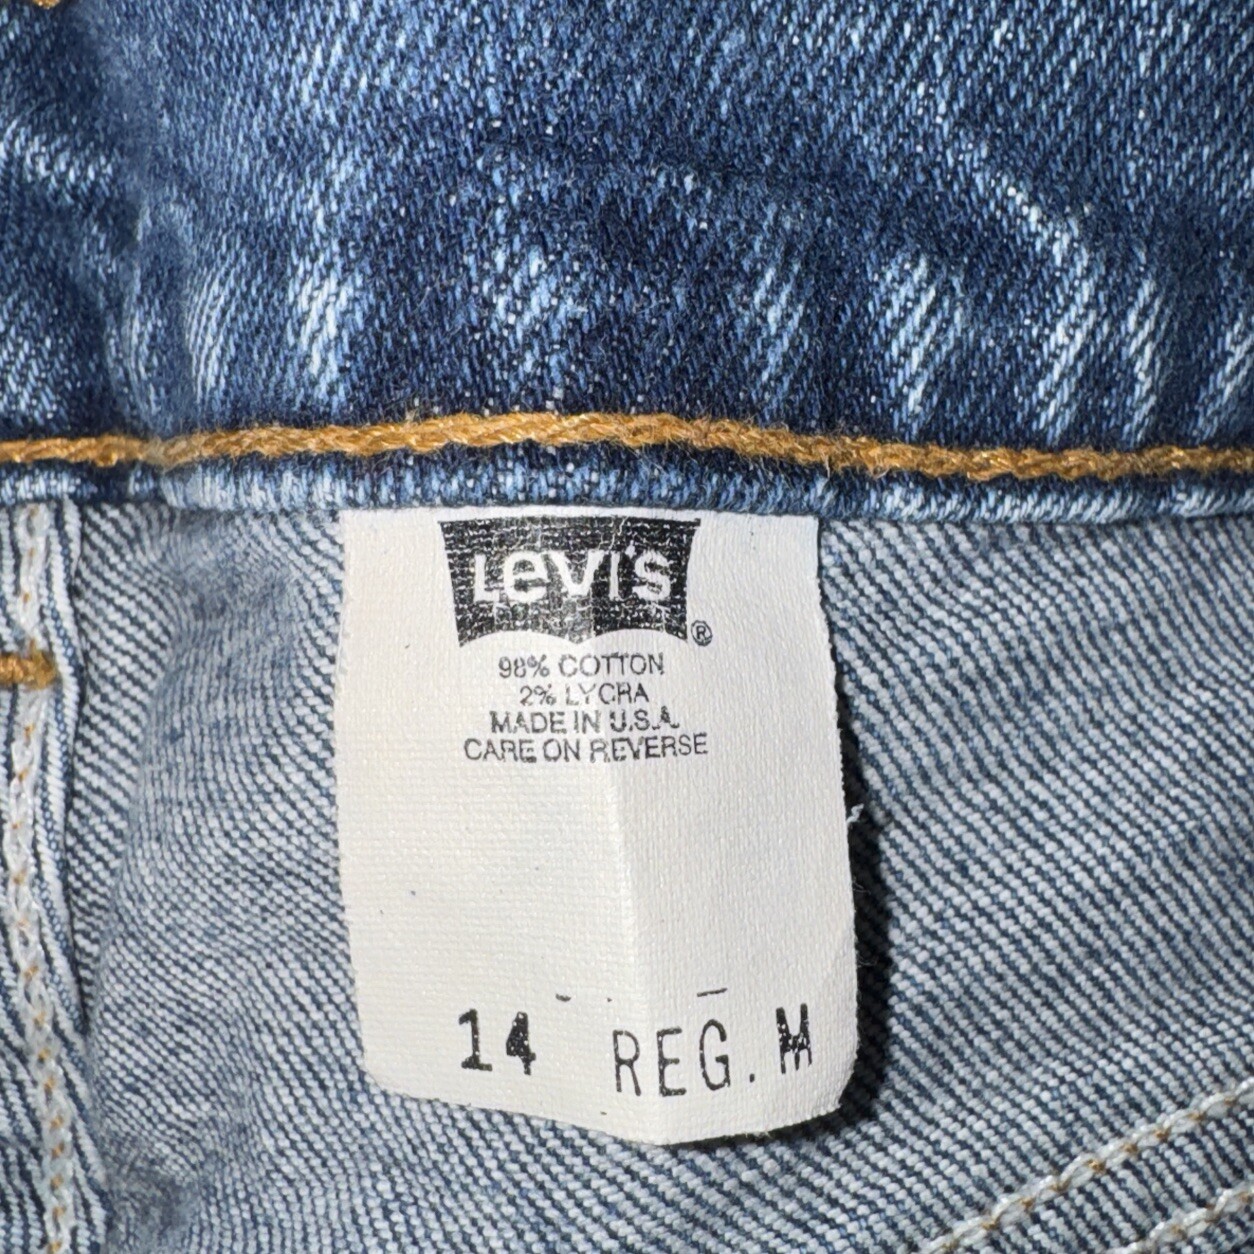 Levi's ®
98% COTTON
2% LYCRA
MADE IN U.S.A.
CARE ON REVERSE
14 REG. M